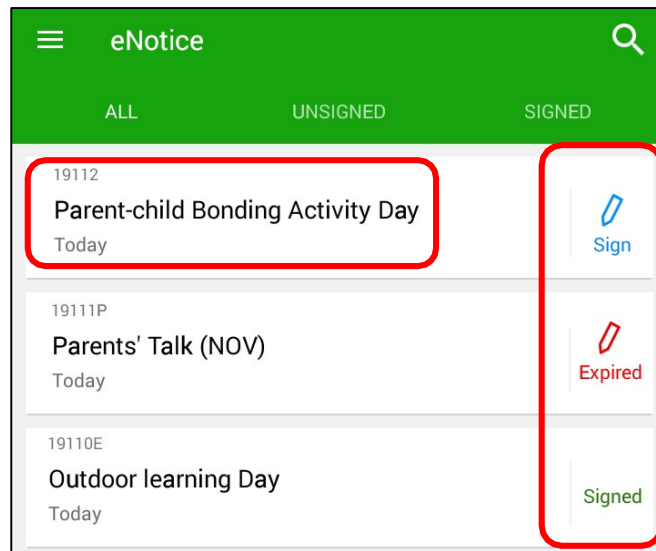 eNotice
ALL UNSIGNED SIGNED
19112
Parent-child Bonding Activity Day
Today
Sign
19111P
Parents' Talk (NOV)
Today
Expired
19110E
Outdoor learning Day
Today
Signed